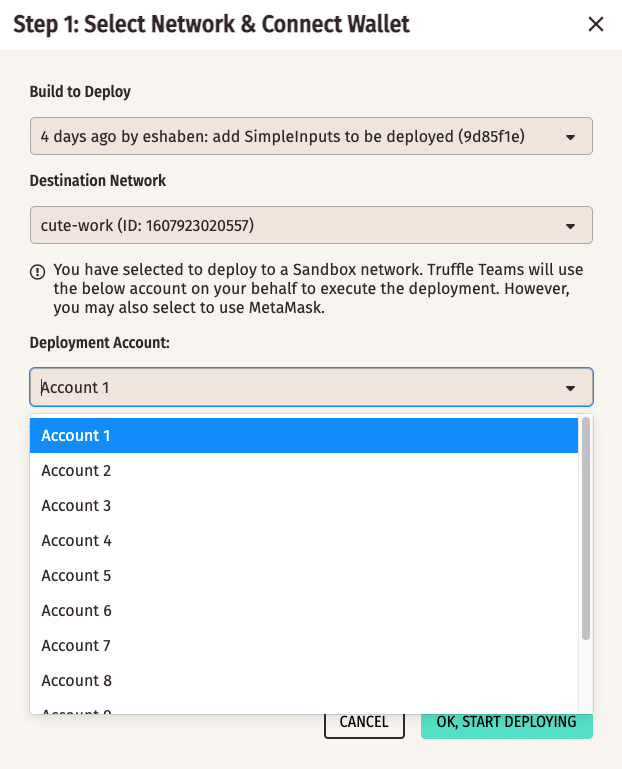 Step 1: Select Network & Connect Wallet
Build to Deploy
4 days ago by eshaben: add SimpleInputs to be deployed (9d85f1e)
Destination Network
cute-work (ID: 1607923020557)
You have selected to deploy to a Sandbox network. Truffle Teams will use
the below account on your behalf to execute the deployment. However,
you may also select to use MetaMask.
Deployment Account:
Account 1
Account 1
Account 2
Account 3
Account 4
Account 5
Account 6
Account 7
Account 8
CANCEL
OK, START DEPLOYING